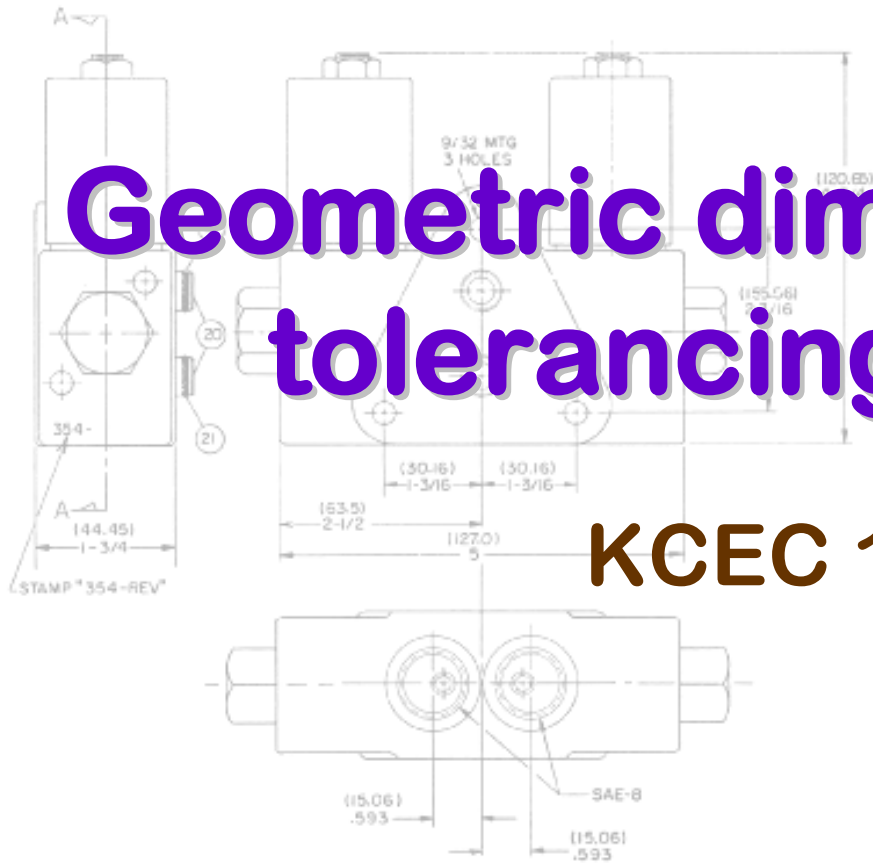 A
9/32 MTG
3 HOLES
(120.65)
Geometric dim
(155.56)
tolerancing
20
354-
21
(30.16)
1-3/16
(30.16)
1-3/16
A
(63.5)
2-1/2
(44.45)
1-3/4
(127.0)
5
KCEC 1
STAMP "354-REV"
SAE-8
(15.06)
.593
(15.06)
.593